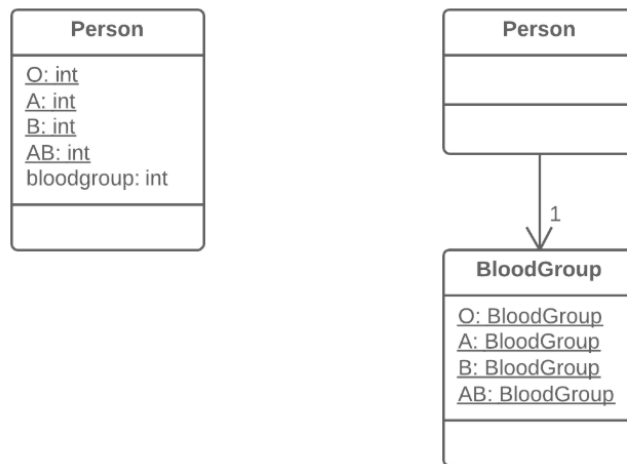 Person
O: int
A: int
B: int
AB: int
bloodgroup: int
Person
1
BloodGroup
O: BloodGroup
A: BloodGroup
B: BloodGroup
AB: BloodGroup